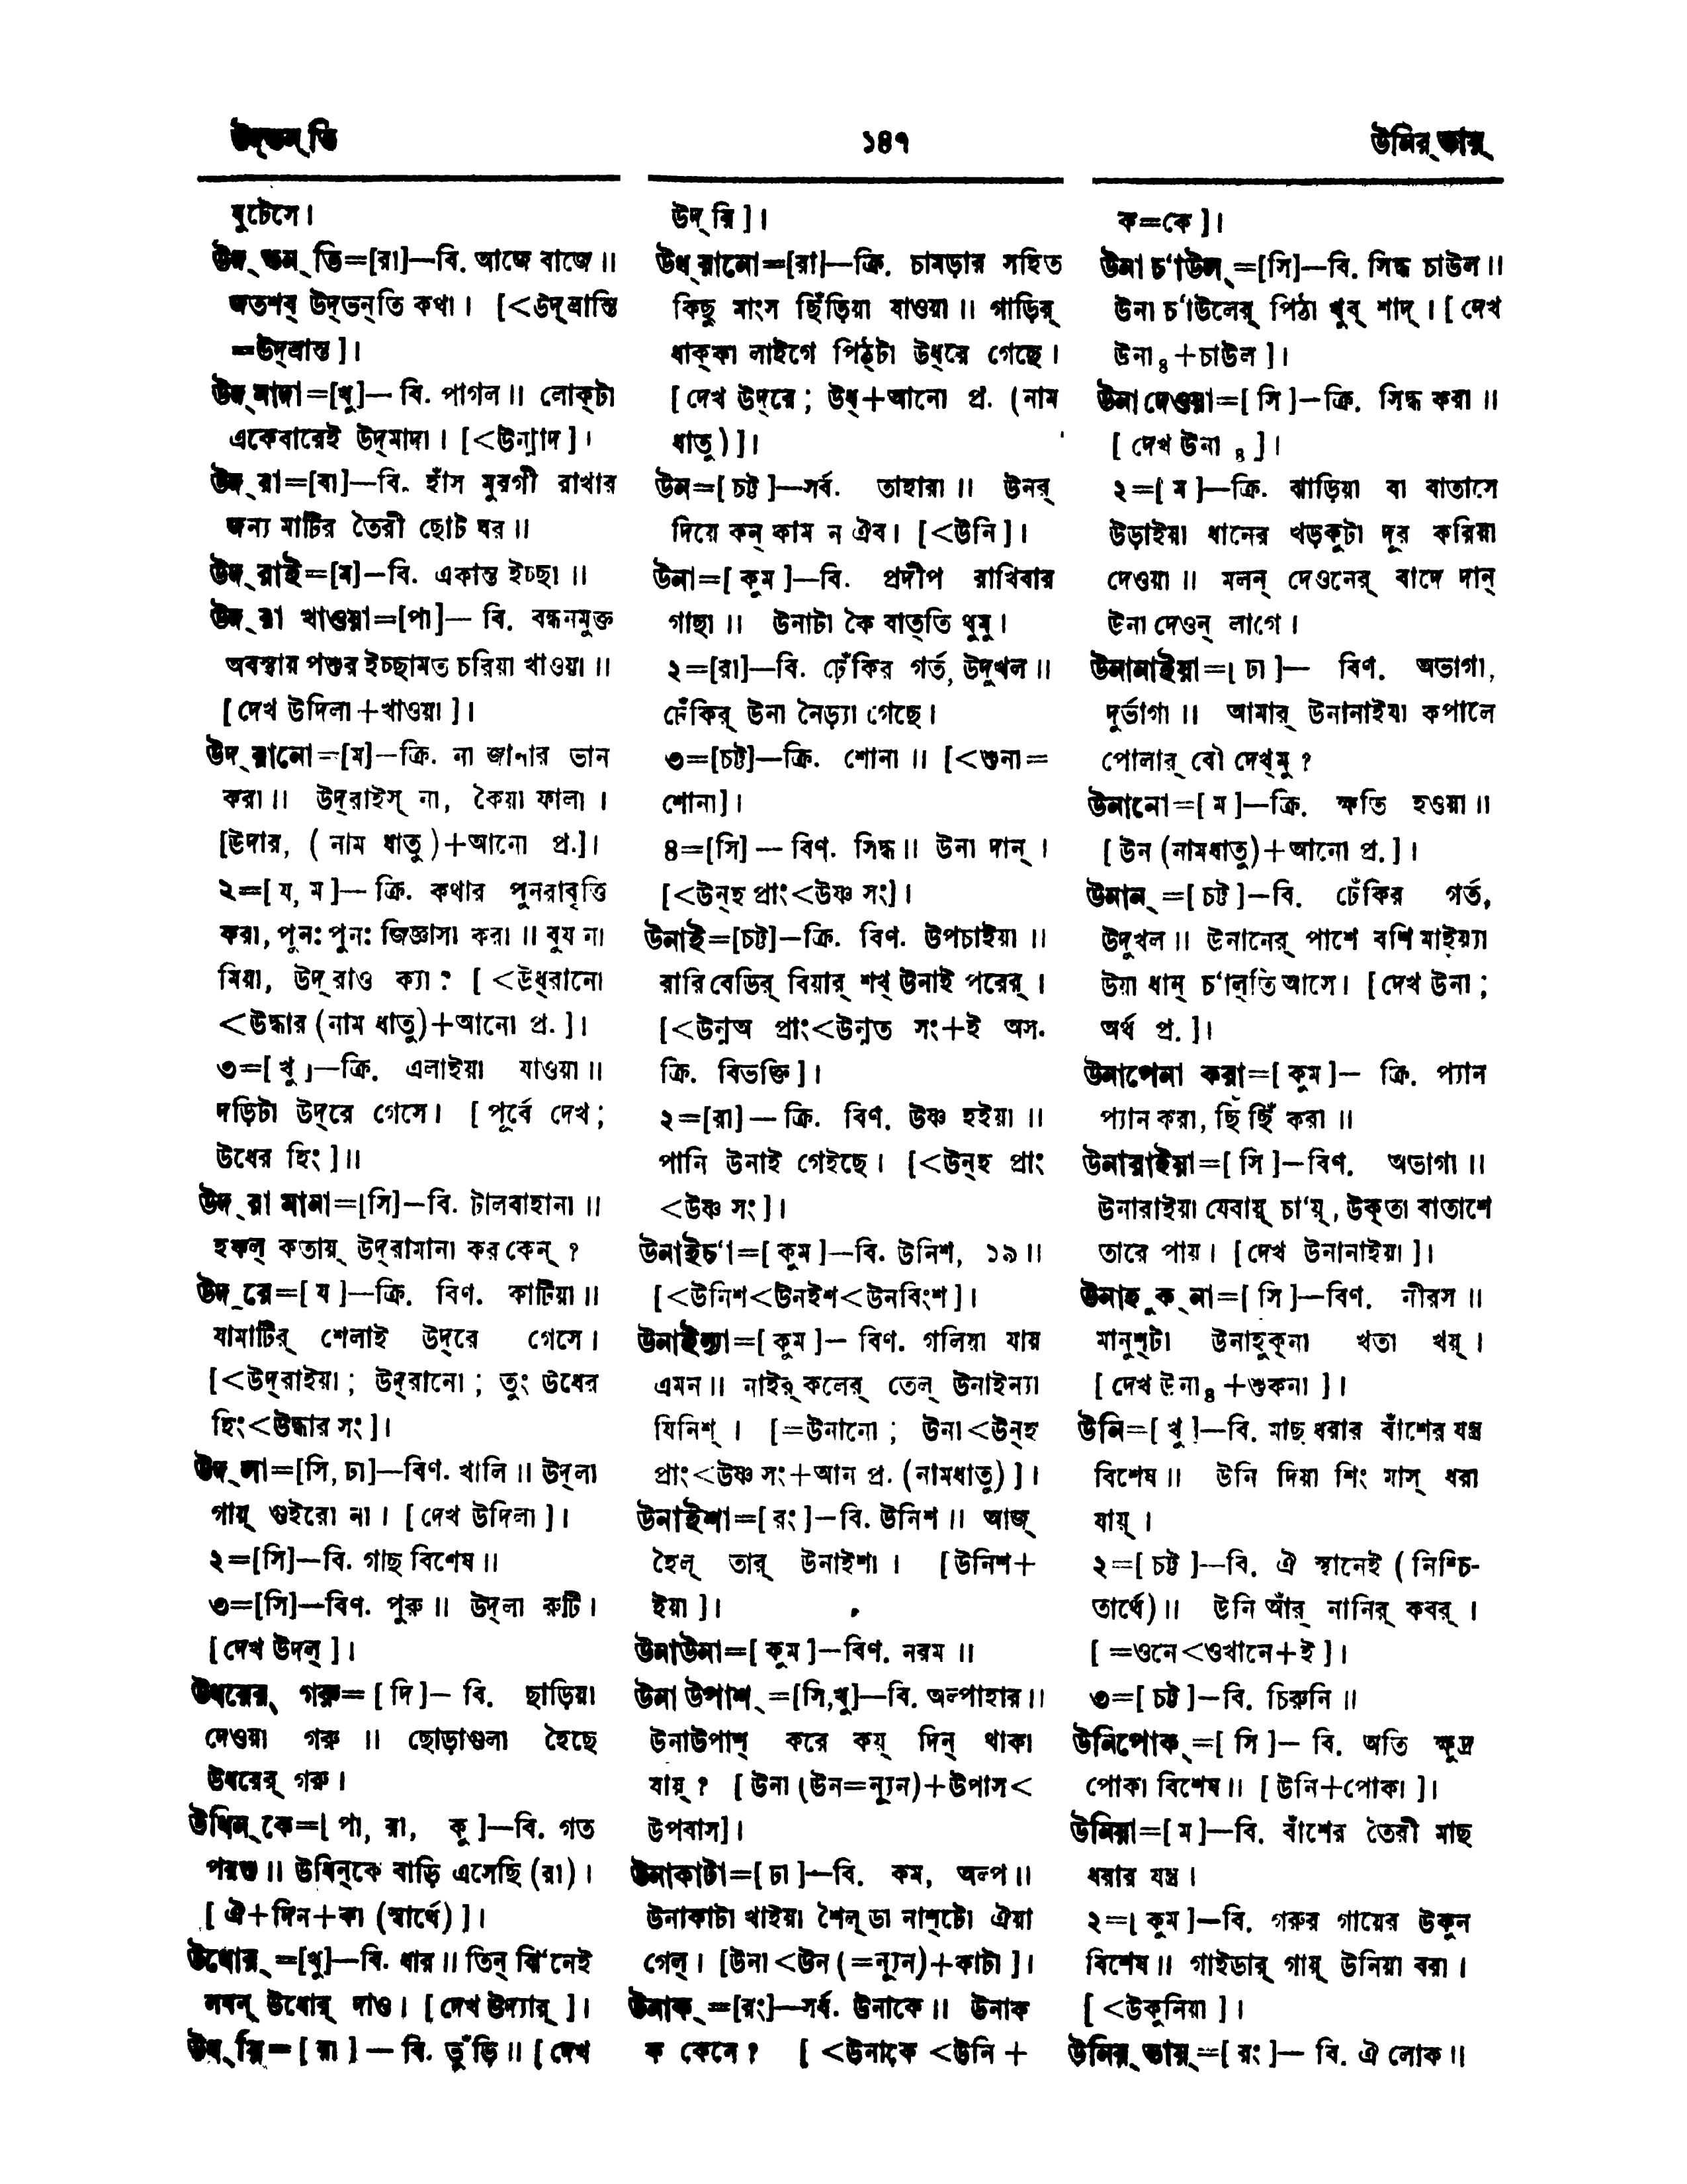 উদ্ভন্তি
১৪৭
উনির্ ভায়্
ঘুটেসে।
উদ্ভন্তি=[রা]—বি. আজে বাজে॥
জতশব্ উদ্ভন্তি কথা। [<উদ্ভ্রান্তি
=উদ্ভ্রান্ত]।
উদ্মাদা=[খু]— বি. পাগল॥ লোক্টা
একেবারেই উদ্মাদা। [<উন্মাদ]।
উদ্রা=[বা]—বি. হাঁস মুরগী রাখার
জন্য মাটির তৈরী ছোট ঘর॥
উদ্রাই=[ম]—বি. একান্ত ইচ্ছা॥
উদ্রা খাওয়া=[পা]— বি. বন্ধনমুক্ত
অবস্থায় পশুর ইচ্ছামত চরিয়া খাওয়া॥
[দেখ উদিলা+খাওয়া]।
উদ্রানো=[ম]—ক্রি. না জানার ভান
করা॥ উদ্রাইস্ না, কৈয়া ফালা।
[উদার, (নাম ধাতু)+আনো প্র.]।
২=[য, ম]— ক্রি. কথার পুনরাবৃত্তি
করা, পুনঃ পুনঃ জিজ্ঞাসা করা॥ বুয না
মিয়া, উদ্রাও ক্যা? [<উধ্রানো
<উদ্ধার (নাম ধাতু)+আনো প্র.]।
৩=[খু]—ক্রি. এলাইয়া যাওয়া॥
দড়িটা উদ্রে গেসে। [পূর্বে দেখ;
উধের হিং]॥
উদ্রা মানা=[সি]—বি. টালবাহানা॥
হকল্ কতায়্ উদ্রামানা কর কেন্?
উদ্রে=[য]—ক্রি. বিণ. কাটিয়া॥
যামাটির্ শেলাই উদ্রে গেসে।
[<উদ্রাইয়া; উদ্রানো; তুং উধের
হিং<উদ্ধার সং]।
উদ্লা=[সি, ঢা]—বিণ. খালি॥ উদ্লা
গায়্ শুইরো না। [দেখ উদিলা]।
২=[সি]—বি. গাছ বিশেষ॥
৩=[সি]—বিণ. পুরু॥ উদ্লা রুটি।
[দেখ উদল্]।
উধরের্ গরু=[দি]— বি. ছাড়িয়া
দেওয়া গরু॥ ছোড়াগুলা হৈছে
উধরের্ গরু।
উধিন্কে=[পা, রা, কু]—বি. গত
পরশু॥ উধিন্কে বাড়ি এসেছি (রা)।
[ঐ+দিন+কা (স্বার্থে)]।
উধোর্=[খু]—বি. ধার॥ তিন্ ঝি'নেই
লবন্ উধোর্ দাও। [দেখ উদ্যার্]।
উধ্রি=[রা]— বি. ভুঁড়ি॥ [দেখ
উদ্রি]।
উধ্রানো=[রা]—ক্রি. চামড়ার সহিত
কিছু মাংস ছিঁড়িয়া যাওয়া॥ গাড়ির্
ধাক্কা লাইগে পিঠ্টা উধ্রে গেছে।
[দেখ উদ্রে; উধ্+আনো প্র. (নাম
ধাতু)]।
উন=[চট্ট]—সর্ব. তাহারা॥ উনর্
দিয়ে কন্ কাম ন ঐব। [<উনি]।
উনা=[কুম]—বি. প্রদীপ রাখিবার
গাছা॥ উনাটা কৈ বাত্তি থুমু।
২=[রা]—বি. ঢেঁকির গর্ত, উদুখল॥
ঢেঁকির্ উনা নৈড়্যা গেছে।
৩=[চট্ট]—ক্রি. শোনা॥ [<শুনা=
শোনা]।
৪=[সি]— বিণ. সিদ্ধ॥ উনা দান্।
[<উন্হ প্রাং<উষ্ণ সং]।
উনাই=[চট্ট]—ক্রি. বিণ. উপচাইয়া॥
রারি বেডির্ বিয়ার্ শখ্ উনাই পরের্।
[<উন্নঅ প্রাং<উন্নত সং+ই অস.
ক্রি. বিভক্তি]।
২=[রা]— ক্রি. বিণ. উষ্ণ হইয়া॥
পানি উনাই গেইছে। [<উন্হ প্রাং
<উষ্ণ সং]।
উনাইচ'া=[কুম]—বি. উনিশ, ১৯॥
[<উনিশ<উনইশ<উনবিংশ]।
উনাইন্যা=[কুম]— বিণ. গলিয়া যায়
এমন॥ নাইর্ কলের্ তেল্ উনাইন্যা
যিনিশ্। [=উনানো; উনা<উন্হ
প্রাং<উষ্ণ সং+আন প্র. (নামধাতু)]।
উনাইশা=[রং]—বি. উনিশ॥ আজ্
হৈল্ তার্ উনাইশা। [উনিশ+
ইয়া]।
উনাউনা=[কুম]—বিণ. নরম॥
উনা উপাশ্=[সি,খু]—বি. অল্পাহার॥
উনাউপাশ্ করে কয়্ দিন্ থাকা
যায়্? [উনা (উন=ন্যূন)+উপাস<
উপবাস]।
উনাকাটা=[ঢা]—বি. কম, অল্প॥
উনাকাটা খাইয়া শৈল্ডা নাশ্টো ঐয়া
গেল্। [উনা<উন (=ন্যূন)+কাটা]।
উনাক্=[রং]—সর্ব. উনাকে॥ উনাক
ক কেনে? [<উনাকে<উনি+
ক=কে]।
উনা চ'াউল্=[সি]—বি. সিদ্ধ চাউল॥
উনা চ'াউলের্ পিঠা খুব্ শাদ্। [দেখ
উনা৪+চাউল]।
উনা দেওয়া=[সি]—ক্রি. সিদ্ধ করা॥
[দেখ উনা৪]।
২=[ম]—ক্রি. ঝাড়িয়া বা বাতাসে
উড়াইয়া ধানের খড়কুটা দূর করিয়া
দেওয়া॥ মলন্ দেওনের্ বাদে দান্
উনা দেওন্ লাগে।
উনানাইয়া=[ঢা]— বিণ. অভাগা,
দুর্ভাগা॥ আমার্ উনানাইযা কপালে
পোলার্ বৌ দেখ্মু?
উনানো=[ম]—ক্রি. ক্ষতি হওয়া॥
[উন (নামধাতু)+আনো প্র.]।
উনান্=[চট্ট]—বি. ঢেঁকির গর্ত,
উদুখল॥ উনানের্ পাশে বশি মাইয়্যা
উয়া ধান্ চ'াল্তি আসে। [দেখ উনা;
অর্ধ প্র.]।
উনাপেনা করা=[কুম]— ক্রি. প্যান
প্যান করা, ছিঁ ছিঁ করা॥
উনারাইয়া=[সি]—বিণ. অভাগা॥
উনারাইয়া যেবায়্ চা'য়্, উক্তা বাতাশে
তারে পায়। [দেখ উনানাইয়া]।
উনাহুক্না=[সি]—বিণ. নীরস॥
মানুশ্টা উনাহুক্না খতা খয়্।
[দেখ উনা৪+শুকনা]।
উনি=[খু]—বি. মাছ ধরার বাঁশের যন্ত্র
বিশেষ॥ উনি দিয়া শিং মাস্ ধরা
যায়্।
২=[চট্ট]—বি. ঐ স্থানেই (নিশ্চি-
তার্থে)॥ উনি আঁর্ নানির্ কবর্।
[=ওনে<ওখানে+ই]।
৩=[চট্ট]—বি. চিরুনি॥
উনিপোক্=[সি]— বি. অতি ক্ষুদ্র
পোকা বিশেষ॥ [উনি+পোকা]।
উনিয়া=[ম]—বি. বাঁশের তৈরী মাছ
ধরার যন্ত্র।
২=[কুম]—বি. গরুর গায়ের উকুন
বিশেষ॥ গাইডার্ গায়্ উনিয়া বরা।
[<উকুনিয়া]।
উনির্ ভায়্=[রং]— বি. ঐ লোক॥